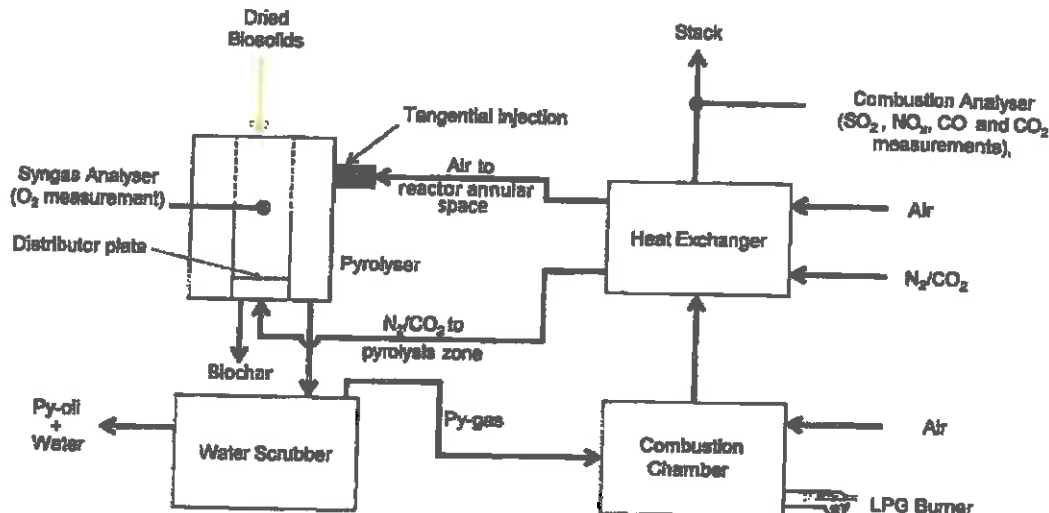 Dried
Biosolids
Stack
Tangential injection
Combustion Analyser
(SO₂, NOₓ, CO and CO₂
measurements).
Syngas Analyser
(O₂ measurement)
Air to
reactor annular
space
Air
Heat Exchanger
Distributor plate
Pyrolyser
N₂/CO₂
N₂/CO₂ to
pyrolysis zone
Biochar
Py-oil
+
Water
Py-gas
Water Scrubber
Combustion
Chamber
Air
LPG Burner